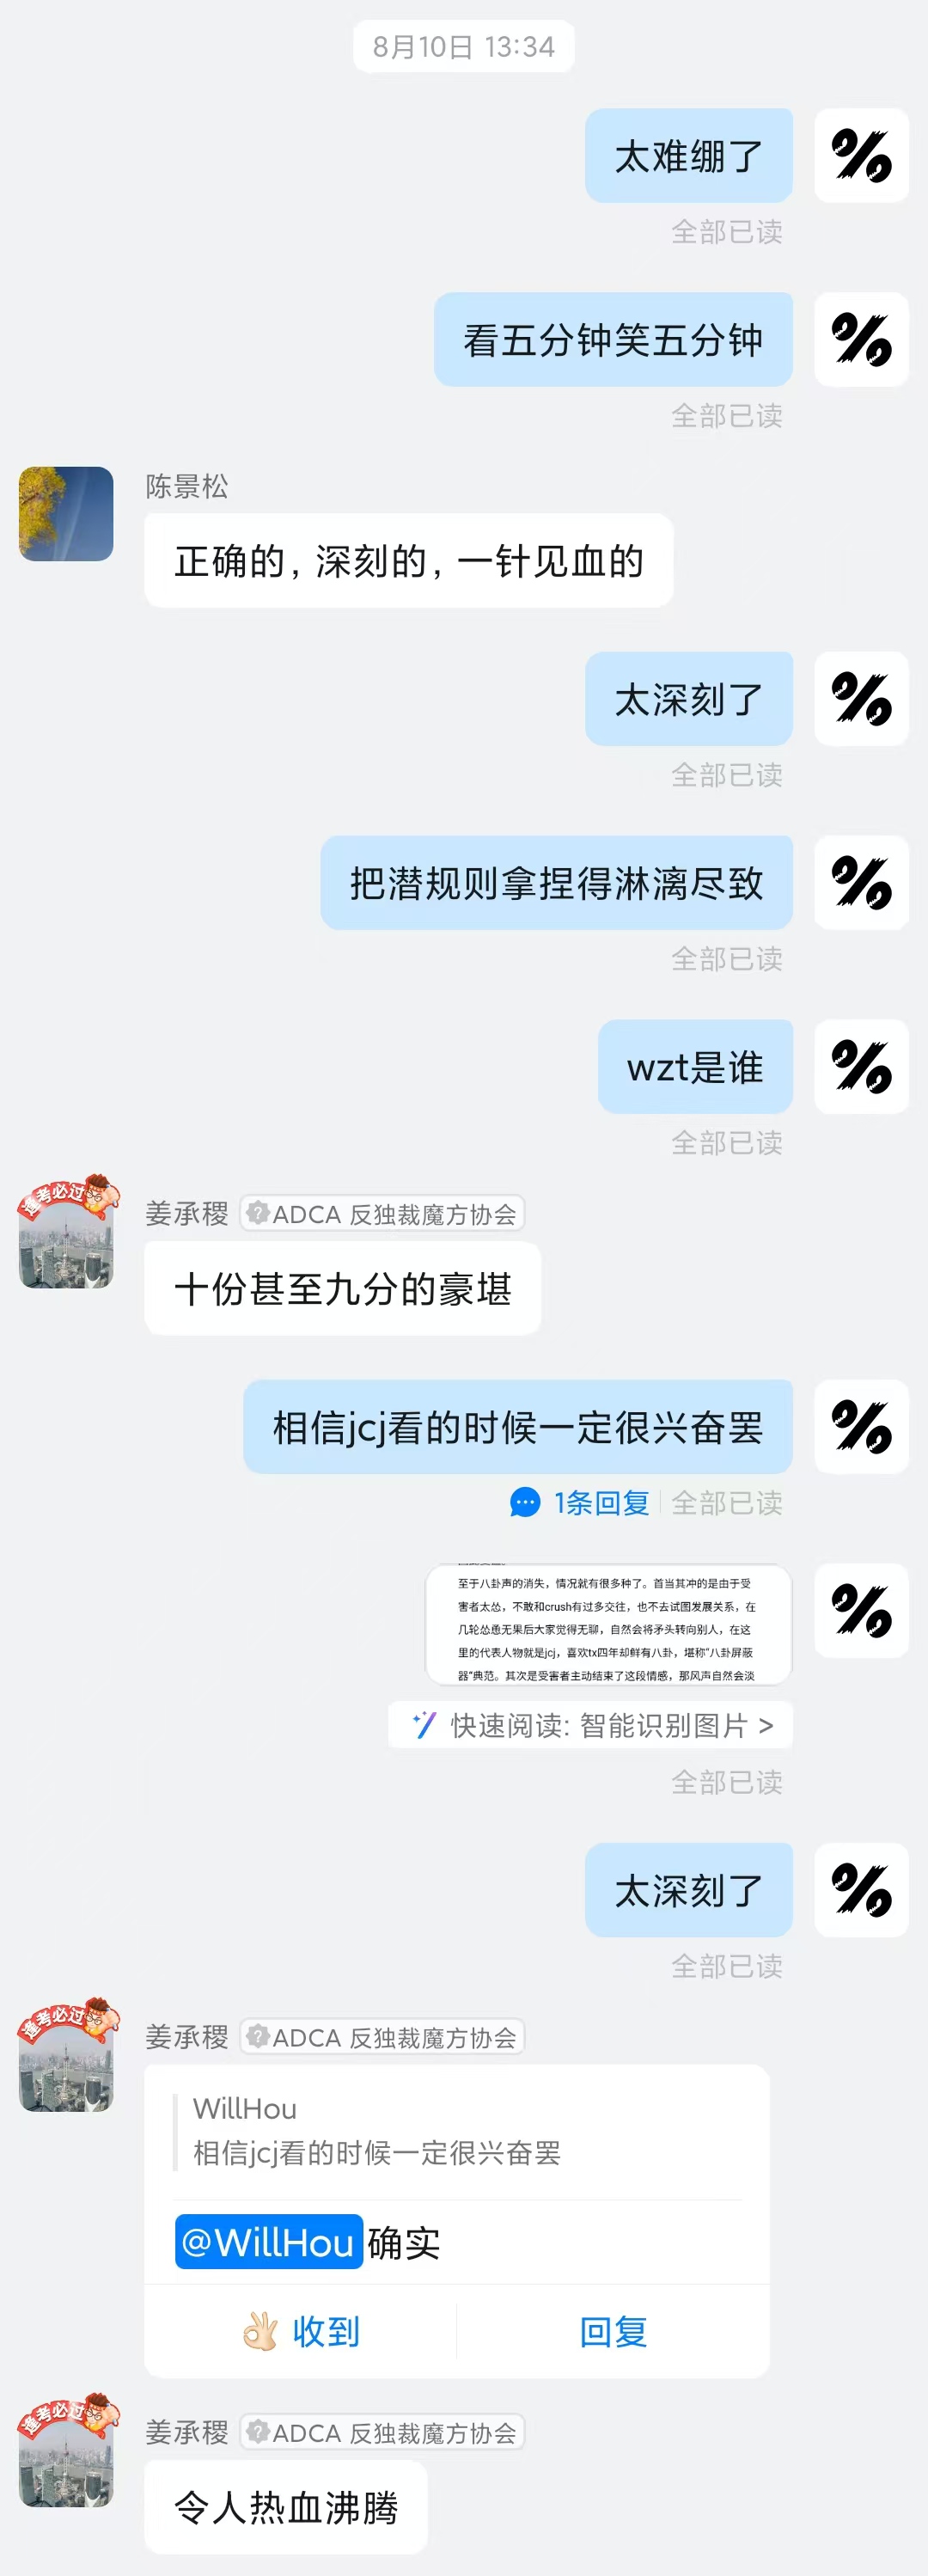 8月10日 13:34
太难绷了
全部已读
看五分钟笑五分钟
全部已读
陈景松
正确的，深刻的，一针见血的
太深刻了
全部已读
把潜规则拿捏得淋漓尽致
全部已读
wzt是谁
全部已读
逢考必过
姜承稷 ADCA 反独裁魔方协会
十份甚至九分的豪堪
相信jcj看的时候一定很兴奋罢
1条回复 全部已读
至于八卦声的消失，情况就有很多种了。首当其冲的是由于受
害者太怂，不敢和crush有过多交往，也不去试图发展关系，在
几轮怂恿无果后大家觉得无聊，自然会将矛头转向别人，在这
里的代表人物就是jcj，喜欢tx四年却鲜有八卦，堪称“八卦屏蔽
器“典范。其次是受害者主动结束了这段情感，那风声自然会淡
快速阅读: 智能识别图片 >
全部已读
太深刻了
全部已读
逢考必过
姜承稷 ADCA 反独裁魔方协会
WillHou
相信jcj看的时候一定很兴奋罢
@WillHou 确实
收到 回复
逢考必过
姜承稷 ADCA 反独裁魔方协会
令人热血沸腾